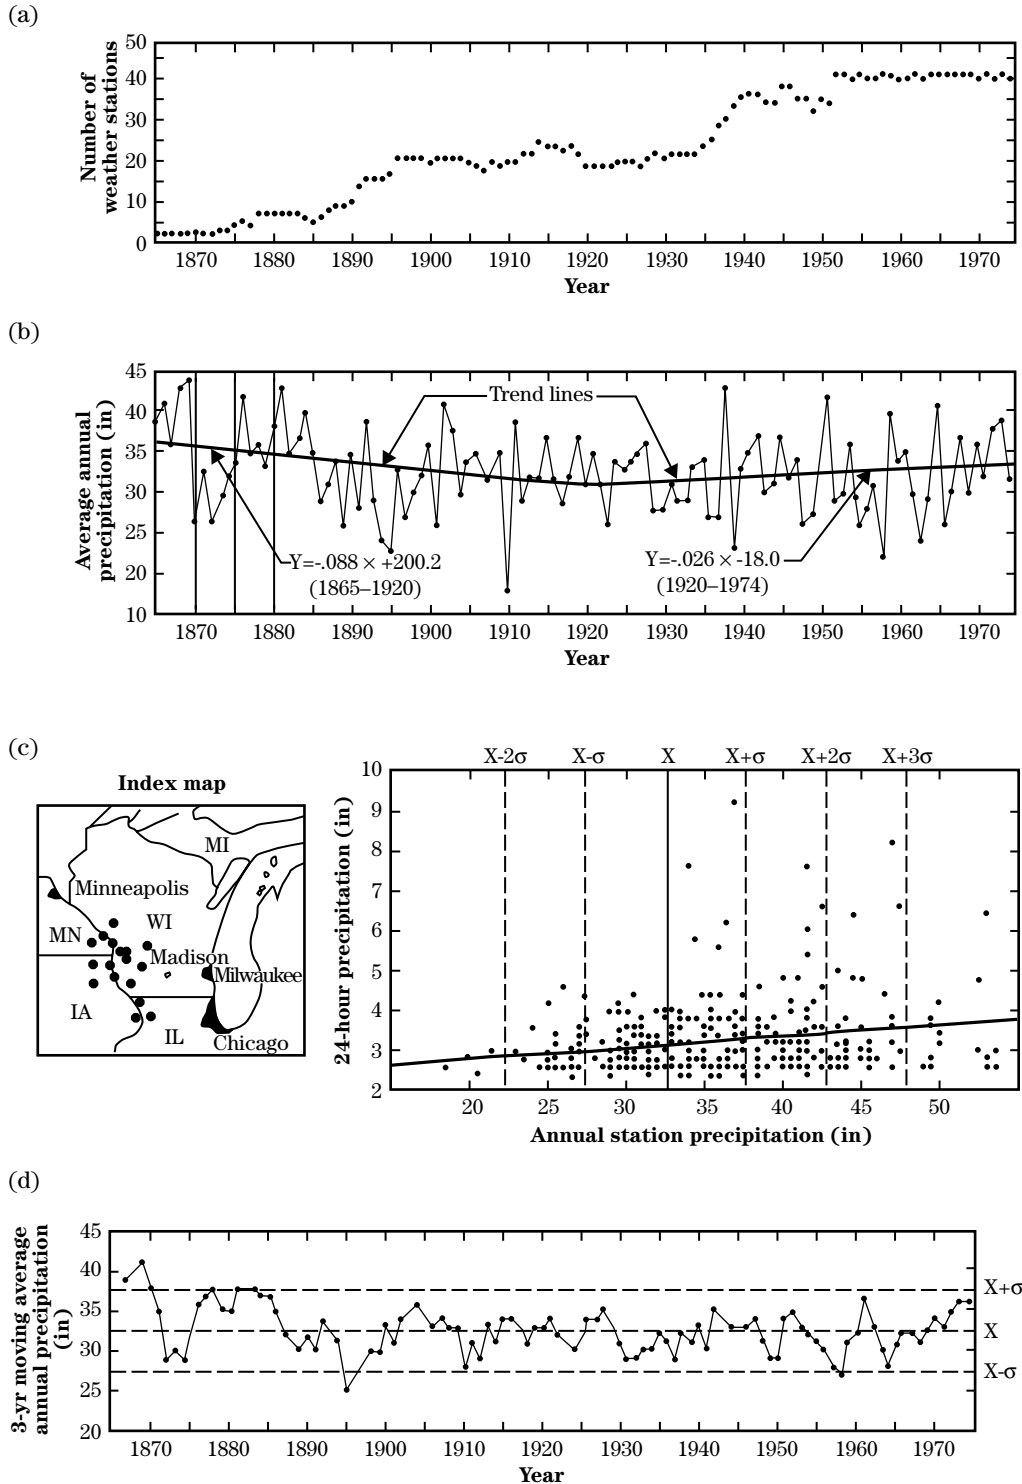 (a)
Number of
weather stations
50
40
30
20
10
0
1870 1880 1890 1900 1910 1920 1930 1940 1950 1960 1970
Year
(b)
Average annual
precipitation (in)
45
40
35
30
25
20
15
10
Trend lines
Y=-.088 × +200.2
(1865–1920)
Y=-.026 × -18.0
(1920–1974)
1870 1880 1890 1900 1910 1920 1930 1940 1950 1960 1970
Year
(c)
Index map
MI
Minneapolis
WI
MN
Madison
Milwaukee
IA
IL
Chicago
X-2σ X-σ X X+σ X+2σ X+3σ
24-hour precipitation (in)
10
9
8
7
6
5
4
3
2
20 25 30 35 40 45 50
Annual station precipitation (in)
(d)
3-yr moving average
annual precipitation
(in)
45
40
35
30
25
20
X+σ
X
X-σ
1870 1880 1890 1900 1910 1920 1930 1940 1950 1960 1970
Year